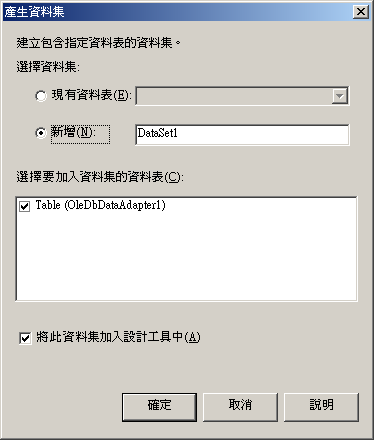 產生資料集
建立包含指定資料表的資料集。
選擇資料集:
現有資料表(E):
新增(N): DataSet1
選擇要加入資料集的資料表(C):
Table (OleDbDataAdapter1)
將此資料集加入設計工具中(A)
確定 取消 說明